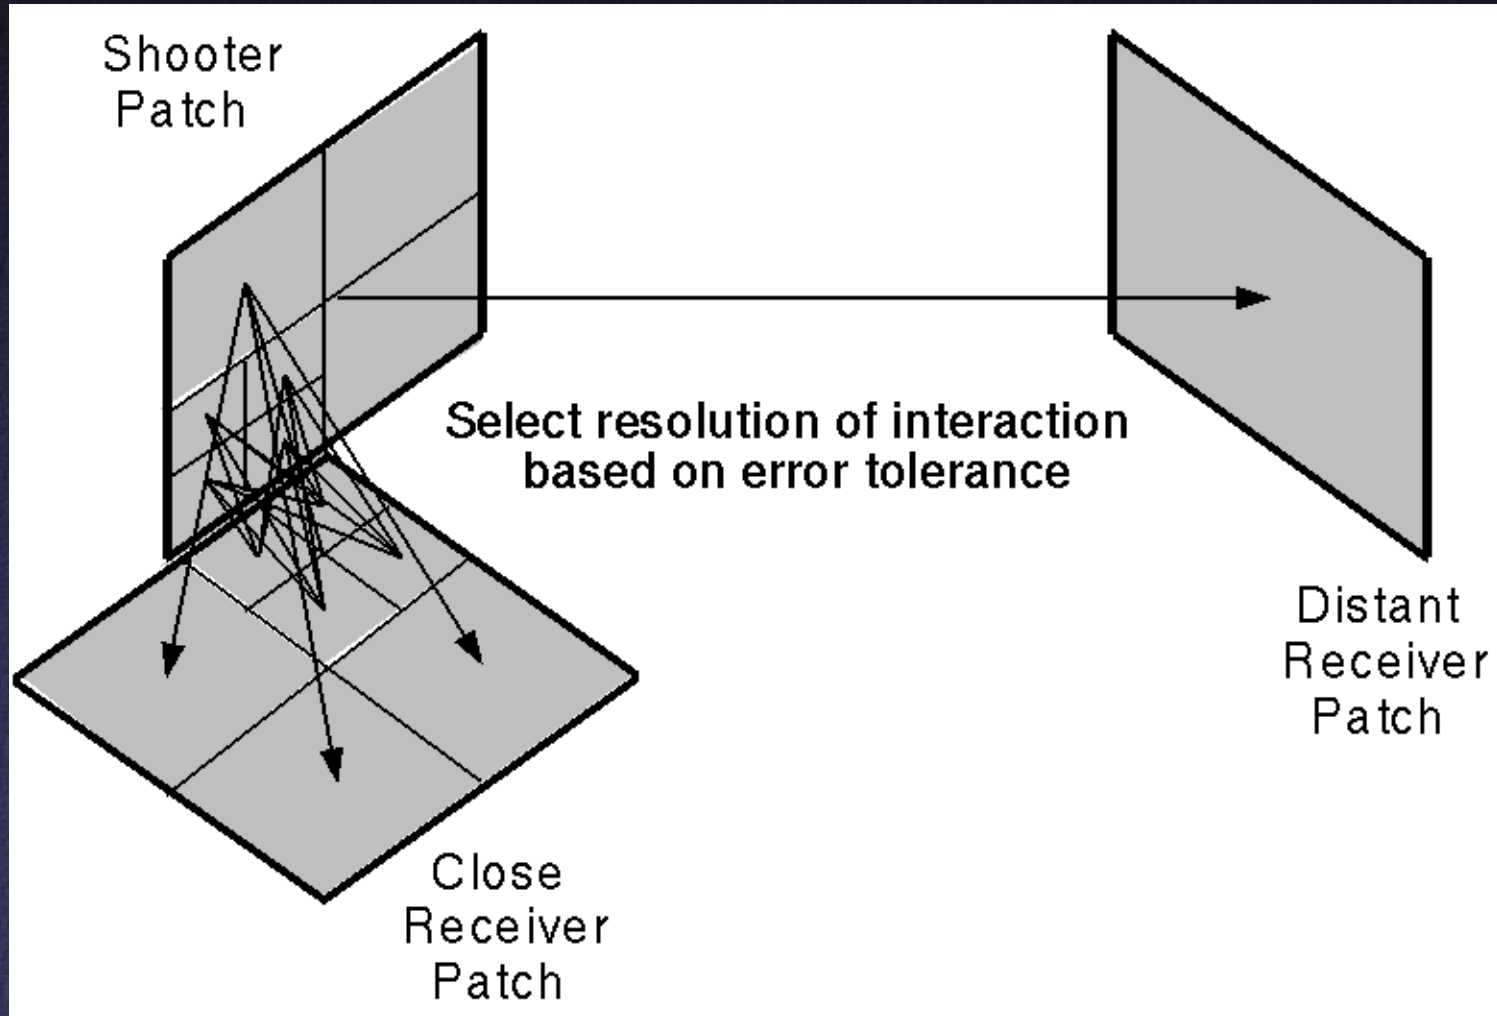 Shooter
Patch
Select resolution of interaction
based on error tolerance
Distant
Receiver
Patch
Close
Receiver
Patch